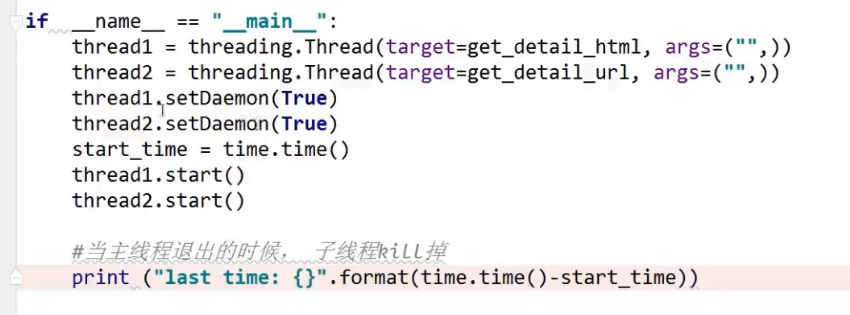 if __name__ == "__main__":
    thread1 = threading.Thread(target=get_detail_html, args=("",))
    thread2 = threading.Thread(target=get_detail_url, args=("",))
    thread1.setDaemon(True)
    thread2.setDaemon(True)
    start_time = time.time()
    thread1.start()
    thread2.start()
    #当主线程退出的时候， 子线程kill掉
    print ("last time: {}".format(time.time()-start_time))